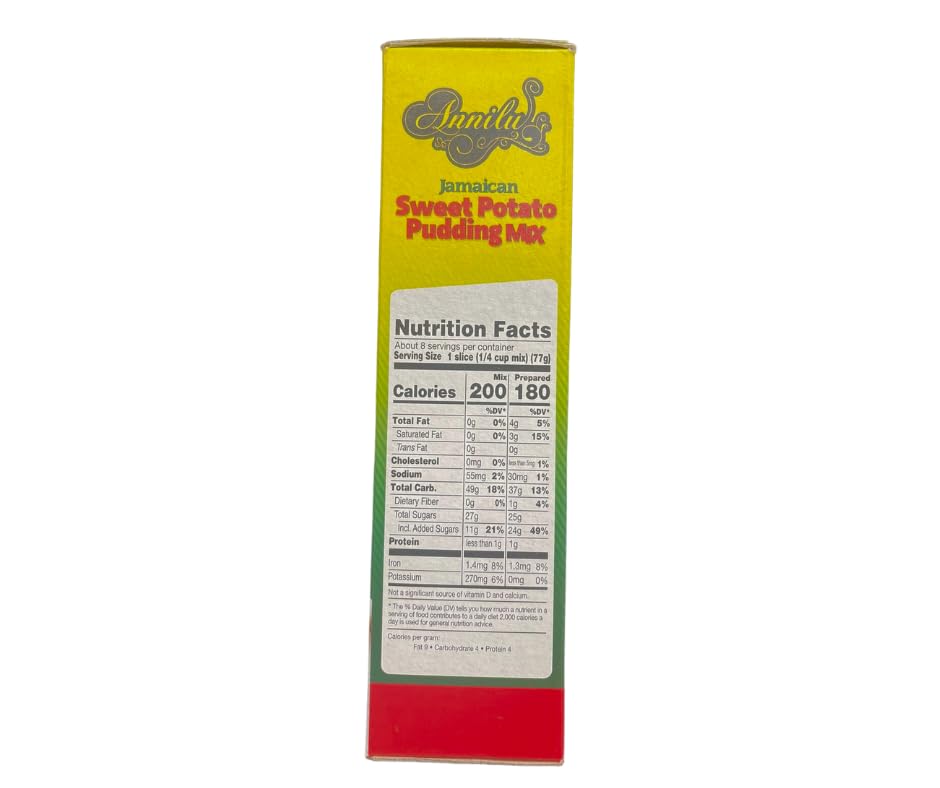 Annilu
Jamaican
Sweet Potato
Pudding Mix
Nutrition Facts
About 8 servings per container
Serving Size 1 slice (1/4 cup mix) (77g)
Mix Prepared
Calories 200 180
%DV* %DV*
Total Fat 0g 0% 4g 5%
Saturated Fat 0g 0% 3g 15%
Trans Fat 0g 0g
Cholesterol 0mg 0% less than 5mg 1%
Sodium 55mg 2% 30mg 1%
Total Carb. 49g 18% 37g 13%
Dietary Fiber 0g 0% 1g 4%
Total Sugars 27g 25g
Incl. Added Sugars 11g 21% 24g 49%
Protein less than 1g 1g
Iron 1.4mg 8% 1.3mg 8%
Potassium 270mg 6% 0mg 0%
Not a significant source of vitamin D and calcium.
* The % Daily Value (DV) tells you how much a nutrient in a
serving of food contributes to a daily diet 2,000 calories a
day is used for general nutrition advice.
Calories per gram:
Fat 9 • Carbohydrate 4 • Protein 4